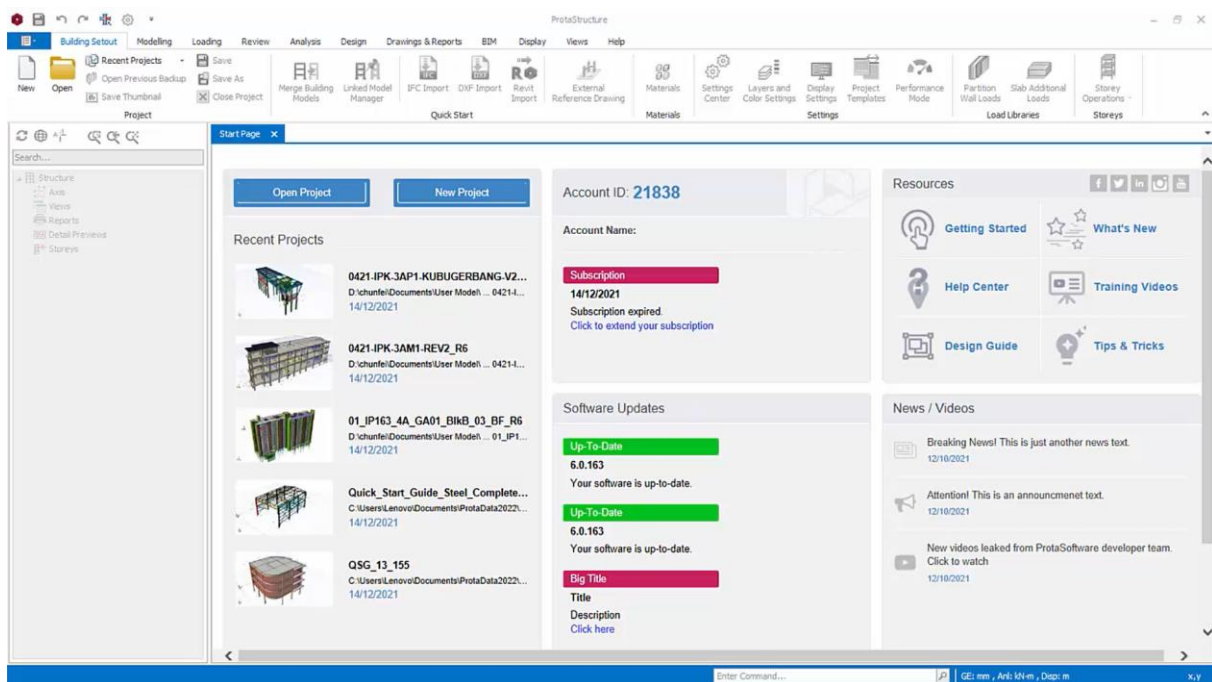 ProtaStructure
Building Setout Modelling Loading Review Analysis Design Drawings & Reports BIM Display Views Help
New
Open
Recent Projects
Open Previous Backup
Save Thumbnail
Save
Save As
Close Project
Project
Merge Building
Models
Linked Model
Manager
IFC Import
DXF Import
Revit
Import
External
Reference Drawing
Quick Start
Materials
Materials
Settings
Center
Layers and
Color Settings
Display
Settings
Project
Templates
Performance
Mode
Settings
Partition
Wall Loads
Slab Additional
Loads
Load Libraries
Storey
Operations
Storeys
Start Page X
Search...
Structure
Axis
Views
Reports
Detail Previews
Storeys
Open Project
New Project
Recent Projects
0421-IPK-3AP1-KUBUGERBANG-V2...
D:\chunfei\Documents\User Model\ ... 0421-I...
14/12/2021
0421-IPK-3AM1-REV2_R6
D:\chunfei\Documents\User Model\ ... 0421-I...
14/12/2021
01_IP163_4A_GA01_BlkB_03_BF_R6
D:\chunfei\Documents\User Model\ ... 01_IP1...
14/12/2021
Quick_Start_Guide_Steel_Complete...
C:\Users\Lenovo\Documents\ProtaData2022\...
14/12/2021
QSG_13_155
C:\Users\Lenovo\Documents\ProtaData2022\...
14/12/2021
Account ID: 21838
Account Name:
Subscription
14/12/2021
Subscription expired.
Click to extend your subscription
Software Updates
Up-To-Date
6.0.163
Your software is up-to-date.
Up-To-Date
6.0.163
Your software is up-to-date.
Big Title
Title
Description
Click here
Resources
Getting Started
What's New
Help Center
Training Videos
Design Guide
Tips & Tricks
News / Videos
Breaking News! This is just another news text.
12/10/2021
Attention! This is an announcmenet text.
12/10/2021
New videos leaked from ProtaSoftware developer team.
Click to watch
12/10/2021
Enter Command...
GE: mm , Anl: kN-m , Disp: m
x,y